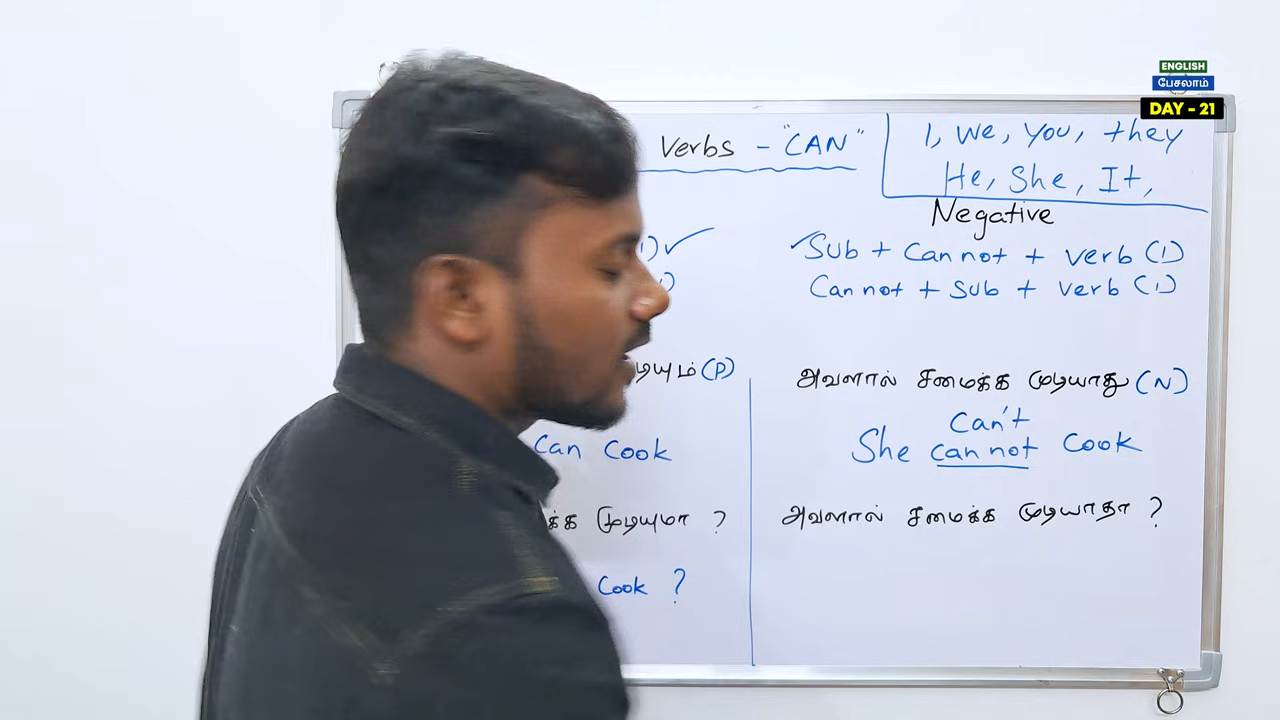 ENGLISH
பேசலாம்
DAY - 21
Verbs - "CAN"
I, We, You, they
He, She, It,
Negative
1) ✓
✓Sub + Cannot + verb (1)
Cannot + Sub + verb (1)
(P)
அவளால் சமைக்க முடியாது (N)
Can't
Can Cook
She cannot Cook
முடியுமா ?
அவளால் சமைக்க முடியாதா ?
Cook ?